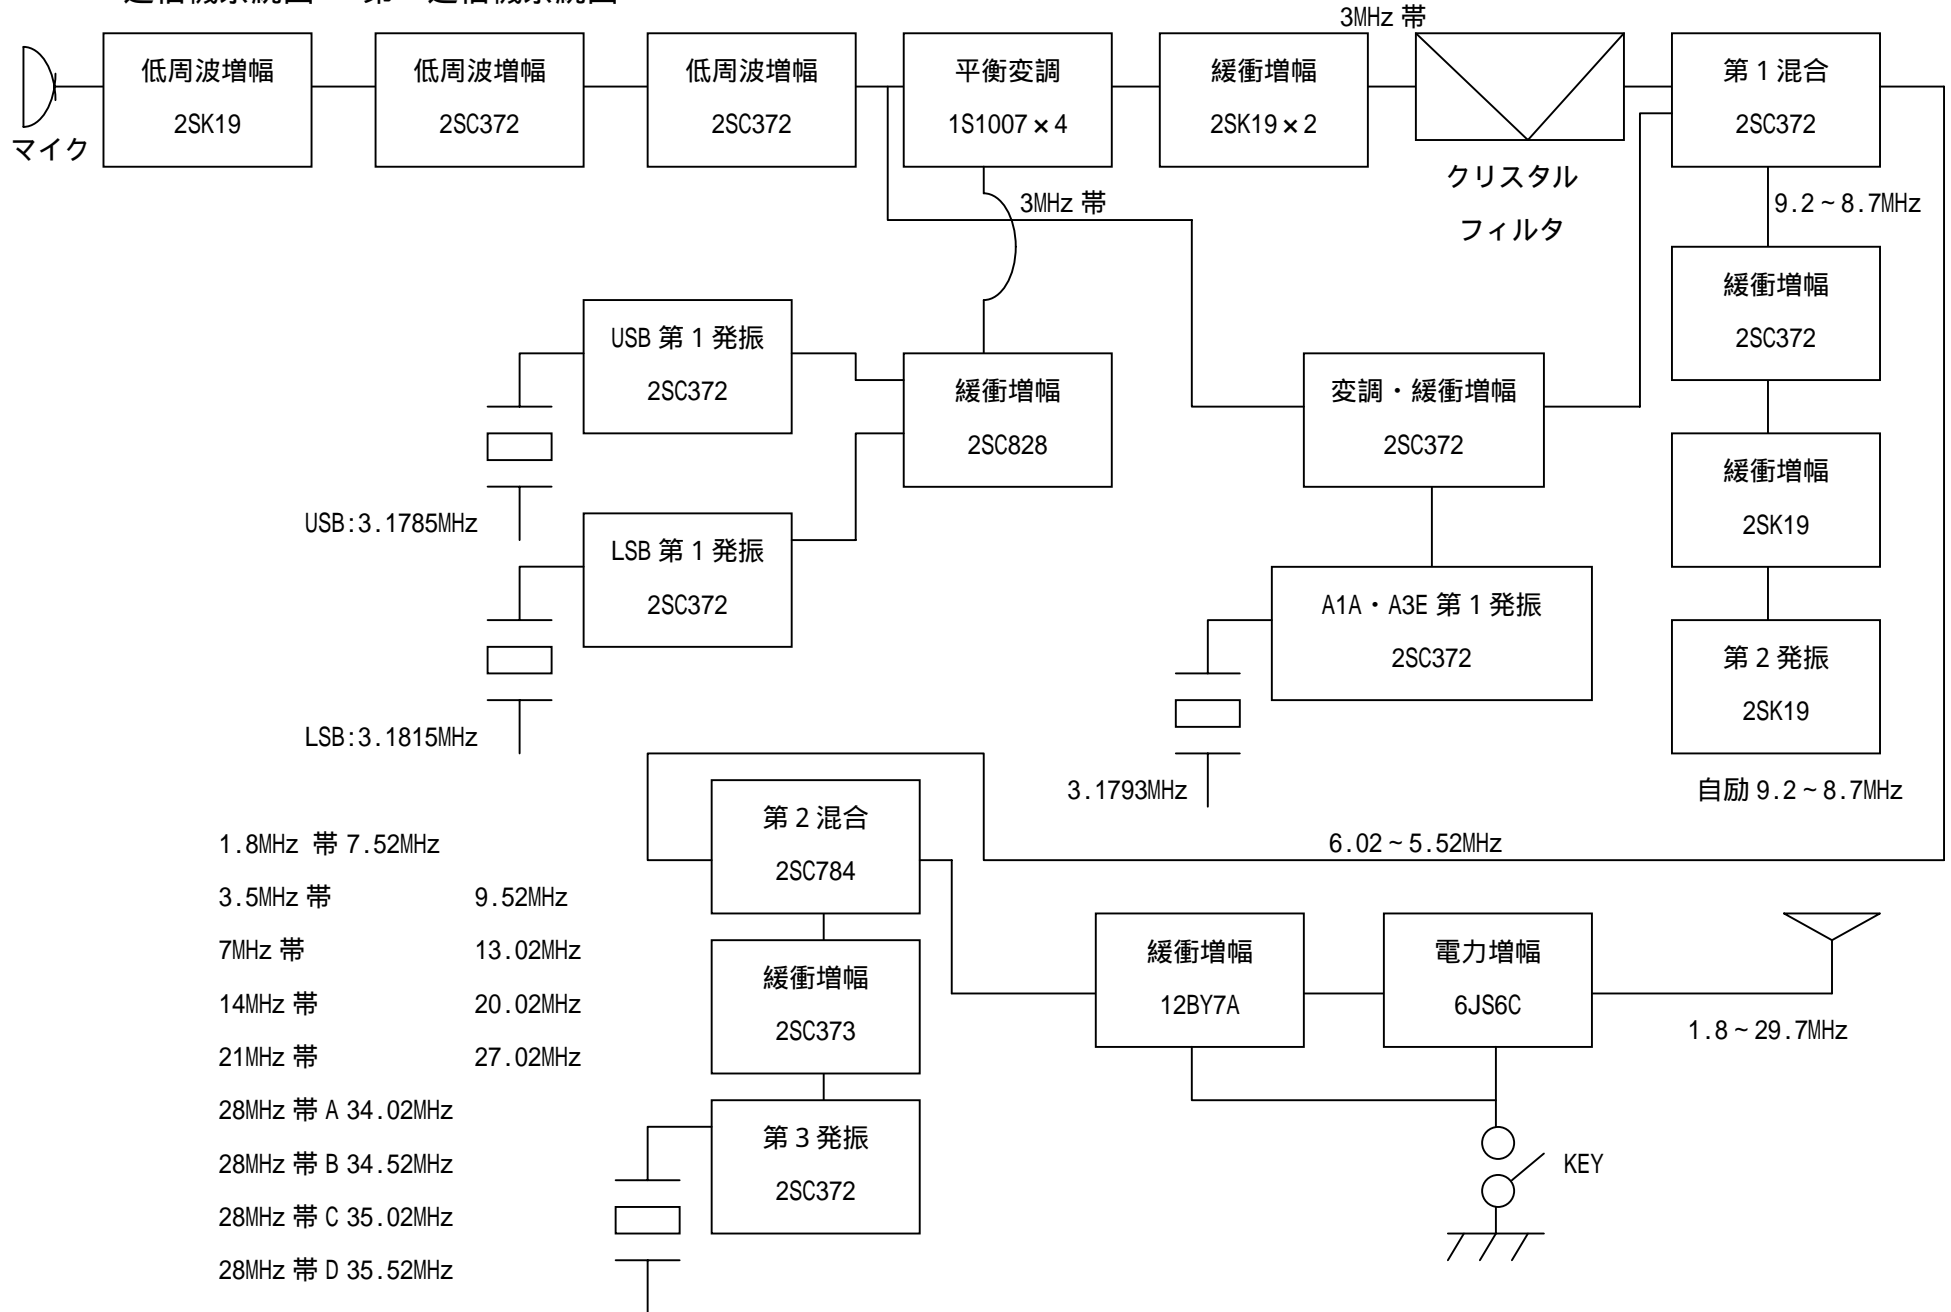 3MHz 帯
低周波増幅
2SK19
低周波増幅
2SC372
低周波増幅
2SC372
平衡変調
1S1007×4
緩衝増幅
2SK19×2
第1混合
2SC372
マイク
クリスタル
フィルタ
3MHz 帯
9.2~8.7MHz
緩衝増幅
2SC372
USB 第1発振
2SC372
緩衝増幅
2SC828
変調・緩衝増幅
2SC372
緩衝増幅
2SK19
USB:3.1785MHz
LSB 第1発振
2SC372
A1A・A3E 第1発振
2SC372
第2発振
2SK19
LSB:3.1815MHz
3.1793MHz
自励 9.2~8.7MHz
第2混合
2SC784
6.02~5.52MHz
1.8MHz 帯 7.52MHz
3.5MHz 帯 9.52MHz
7MHz 帯 13.02MHz
14MHz 帯 20.02MHz
21MHz 帯 27.02MHz
28MHz 帯 A 34.02MHz
28MHz 帯 B 34.52MHz
28MHz 帯 C 35.02MHz
28MHz 帯 D 35.52MHz
緩衝増幅
2SC373
第3発振
2SC372
緩衝増幅
12BY7A
電力増幅
6JS6C
1.8~29.7MHz
KEY